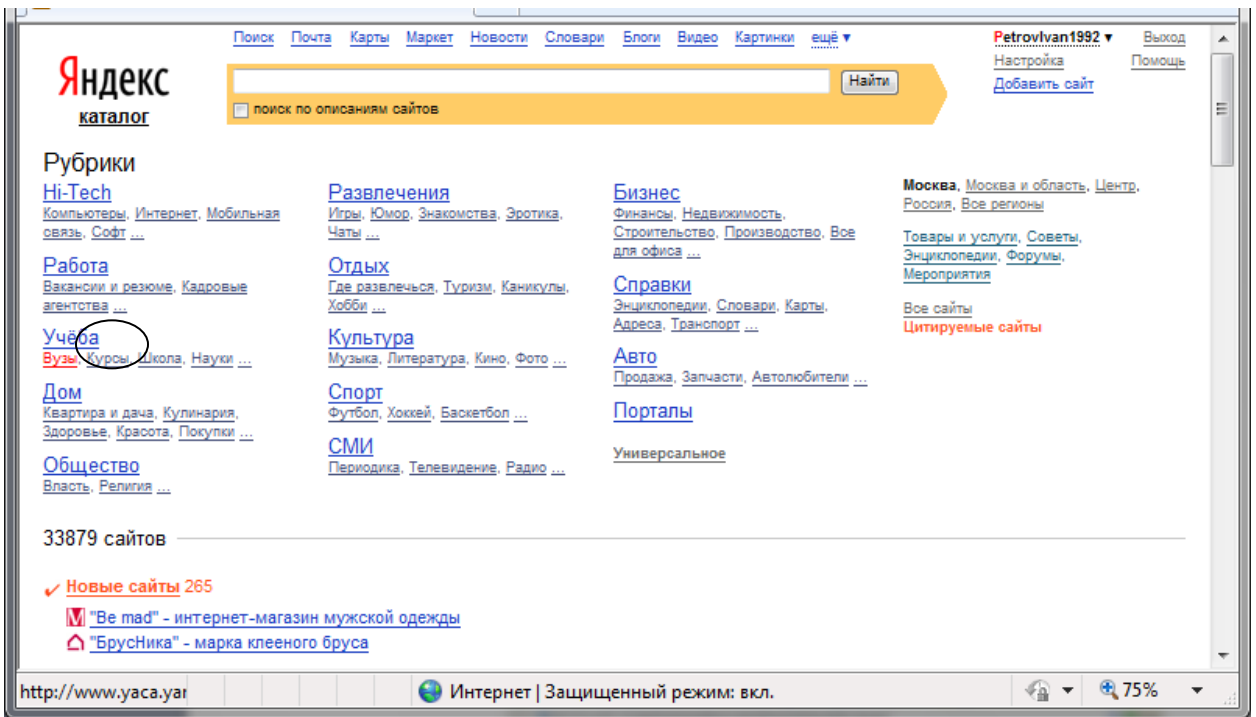 Поиск Почта Карты Маркет Новости Словари Блоги Видео Картинки ещё ▼
PetrovIvan1992 ▼ Выход
Настройка Помощь
Добавить сайт
Яндекс
каталог
Найти
поиск по описаниям сайтов
Рубрики
Hi-Tech
Компьютеры, Интернет, Мобильная
связь, Софт ...
Работа
Вакансии и резюме, Кадровые
агентства ...
Учёба
Вузы, Курсы, Школа, Науки ...
Дом
Квартира и дача, Кулинария,
Здоровье, Красота, Покупки ...
Общество
Власть, Религия ...
Развлечения
Игры, Юмор, Знакомства, Эротика,
Чаты ...
Отдых
Где развлечься, Туризм, Каникулы,
Хобби ...
Культура
Музыка, Литература, Кино, Фото ...
Спорт
Футбол, Хоккей, Баскетбол ...
СМИ
Периодика, Телевидение, Радио ...
Бизнес
Финансы, Недвижимость,
Строительство, Производство, Все
для офиса ...
Справки
Энциклопедии, Словари, Карты,
Адреса, Транспорт ...
Авто
Продажа, Запчасти, Автолюбители ...
Порталы
Универсальное
Москва, Москва и область, Центр,
Россия, Все регионы
Товары и услуги, Советы,
Энциклопедии, Форумы,
Мероприятия
Все сайты
Цитируемые сайты
33879 сайтов
Новые сайты 265
"Be mad" - интернет-магазин мужской одежды
"БрусНика" - марка клееного бруса
http://www.yaca.yar
Интернет | Защищенный режим: вкл.
75%